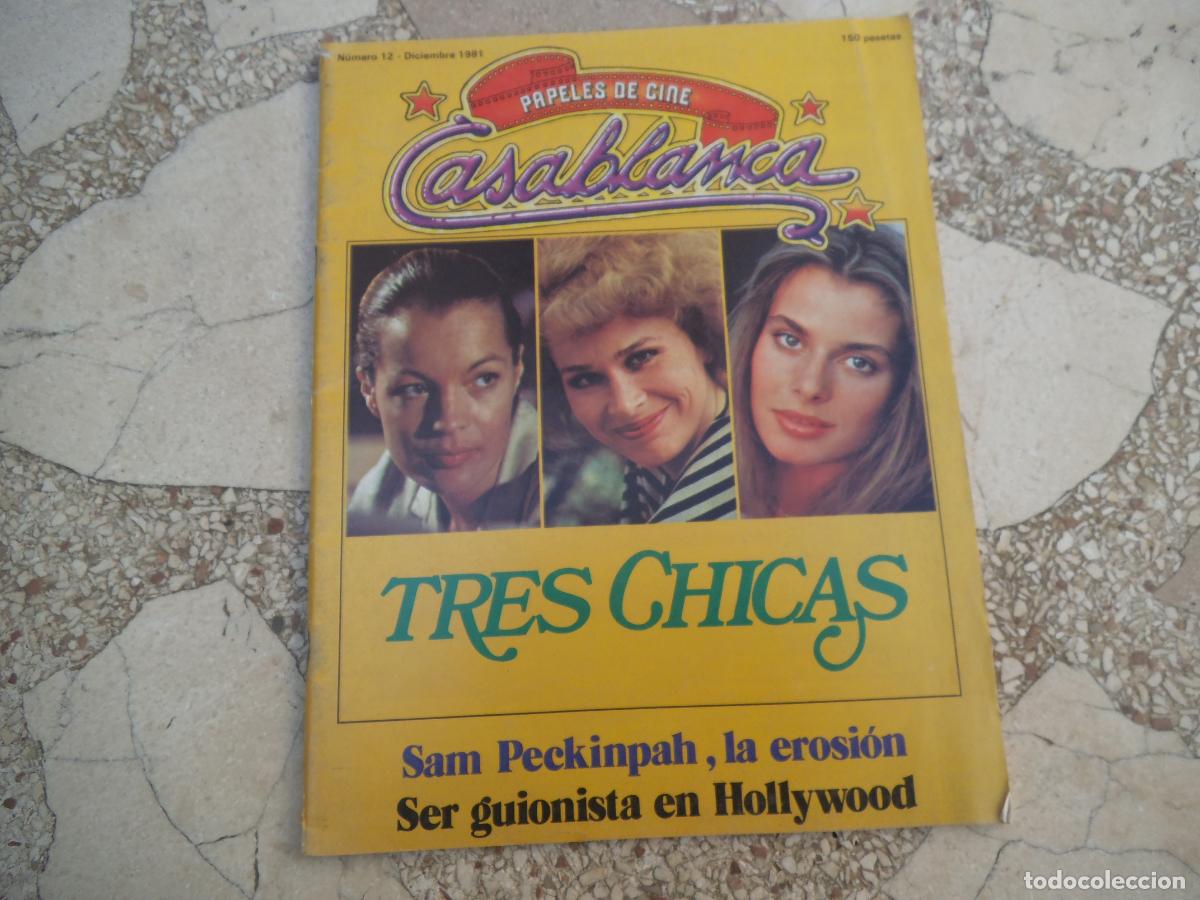 Número 12 - Diciembre 1981
150 pesetas
PAPELES DE CINE
Casablanca
TRES CHICAS
Sam Peckinpah, la erosión
Ser guionista en Hollywood
todocoleccion